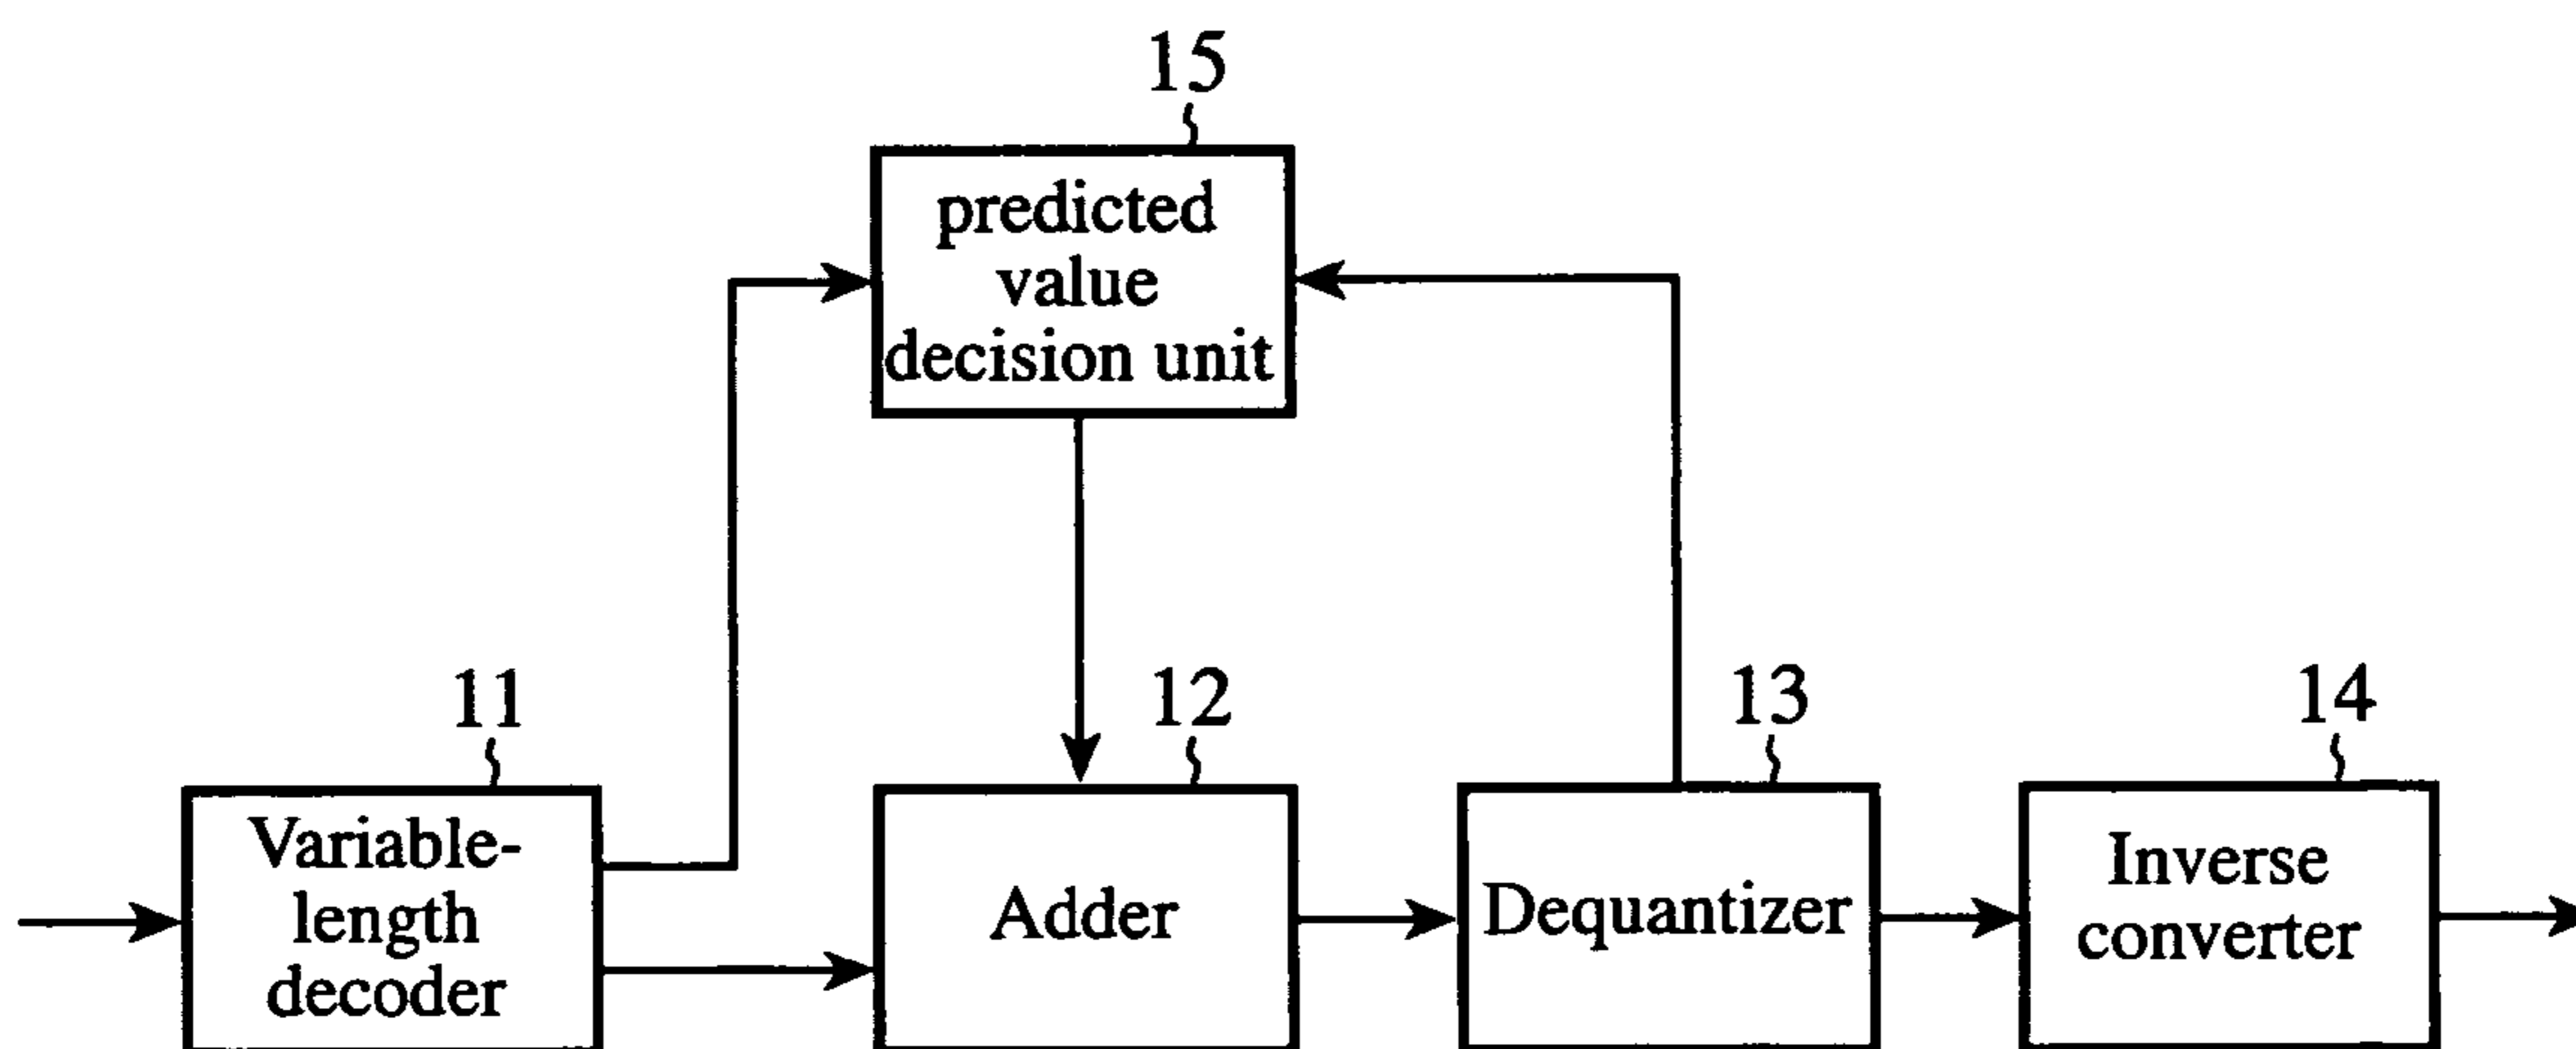 15
predicted
value
decision unit
11
12
13
14
Variable-
length
decoder
Adder
Dequantizer
Inverse
converter